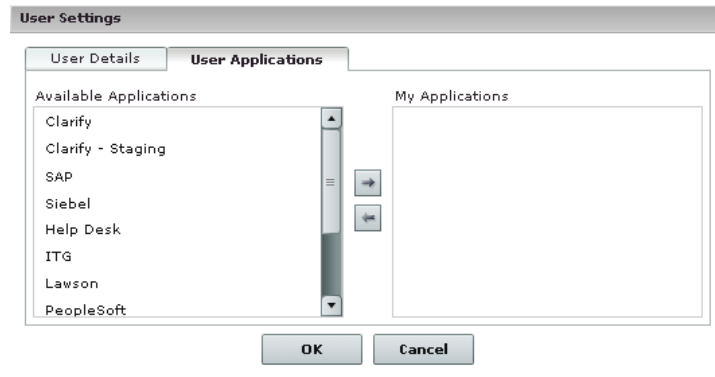 User Settings
User Details
User Applications
Available Applications
My Applications
Clarify
Clarify - Staging
SAP
Siebel
Help Desk
ITG
Lawson
PeopleSoft
OK
Cancel